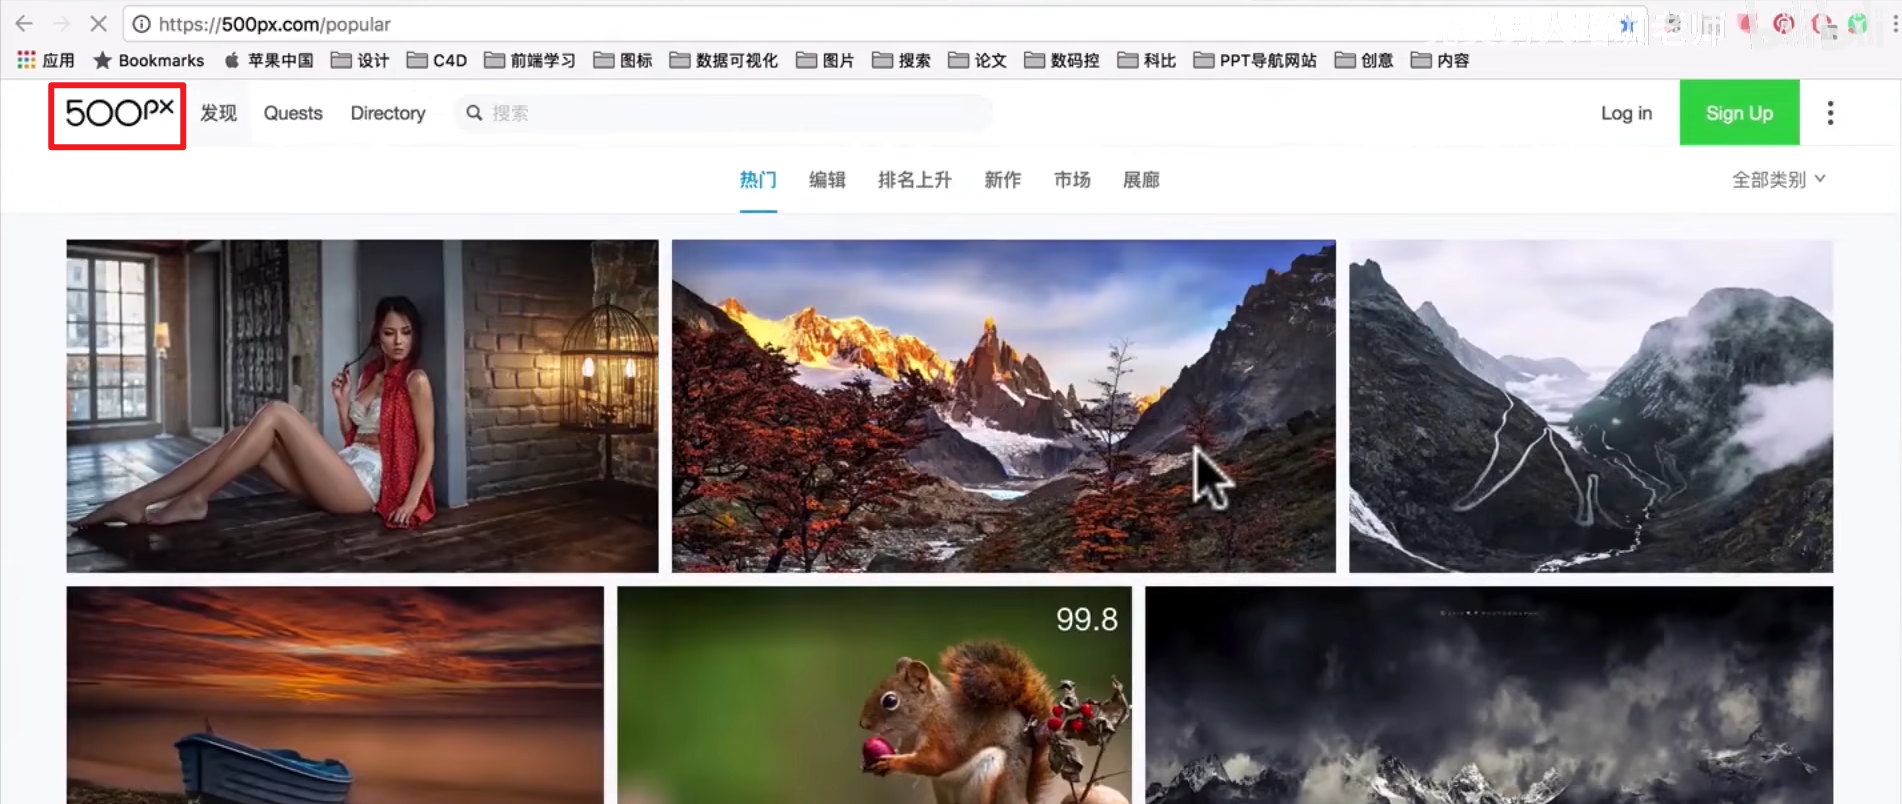 https://500px.com/popular
应用 Bookmarks 苹果中国 设计 C4D 前端学习 图标 数据可视化 图片 搜索 论文 数码控 科比 PPT导航网站 创意 内容
500px 发现 Quests Directory 搜索 Log in Sign Up
热门 编辑 排名上升 新作 市场 展廊 全部类别
99.8